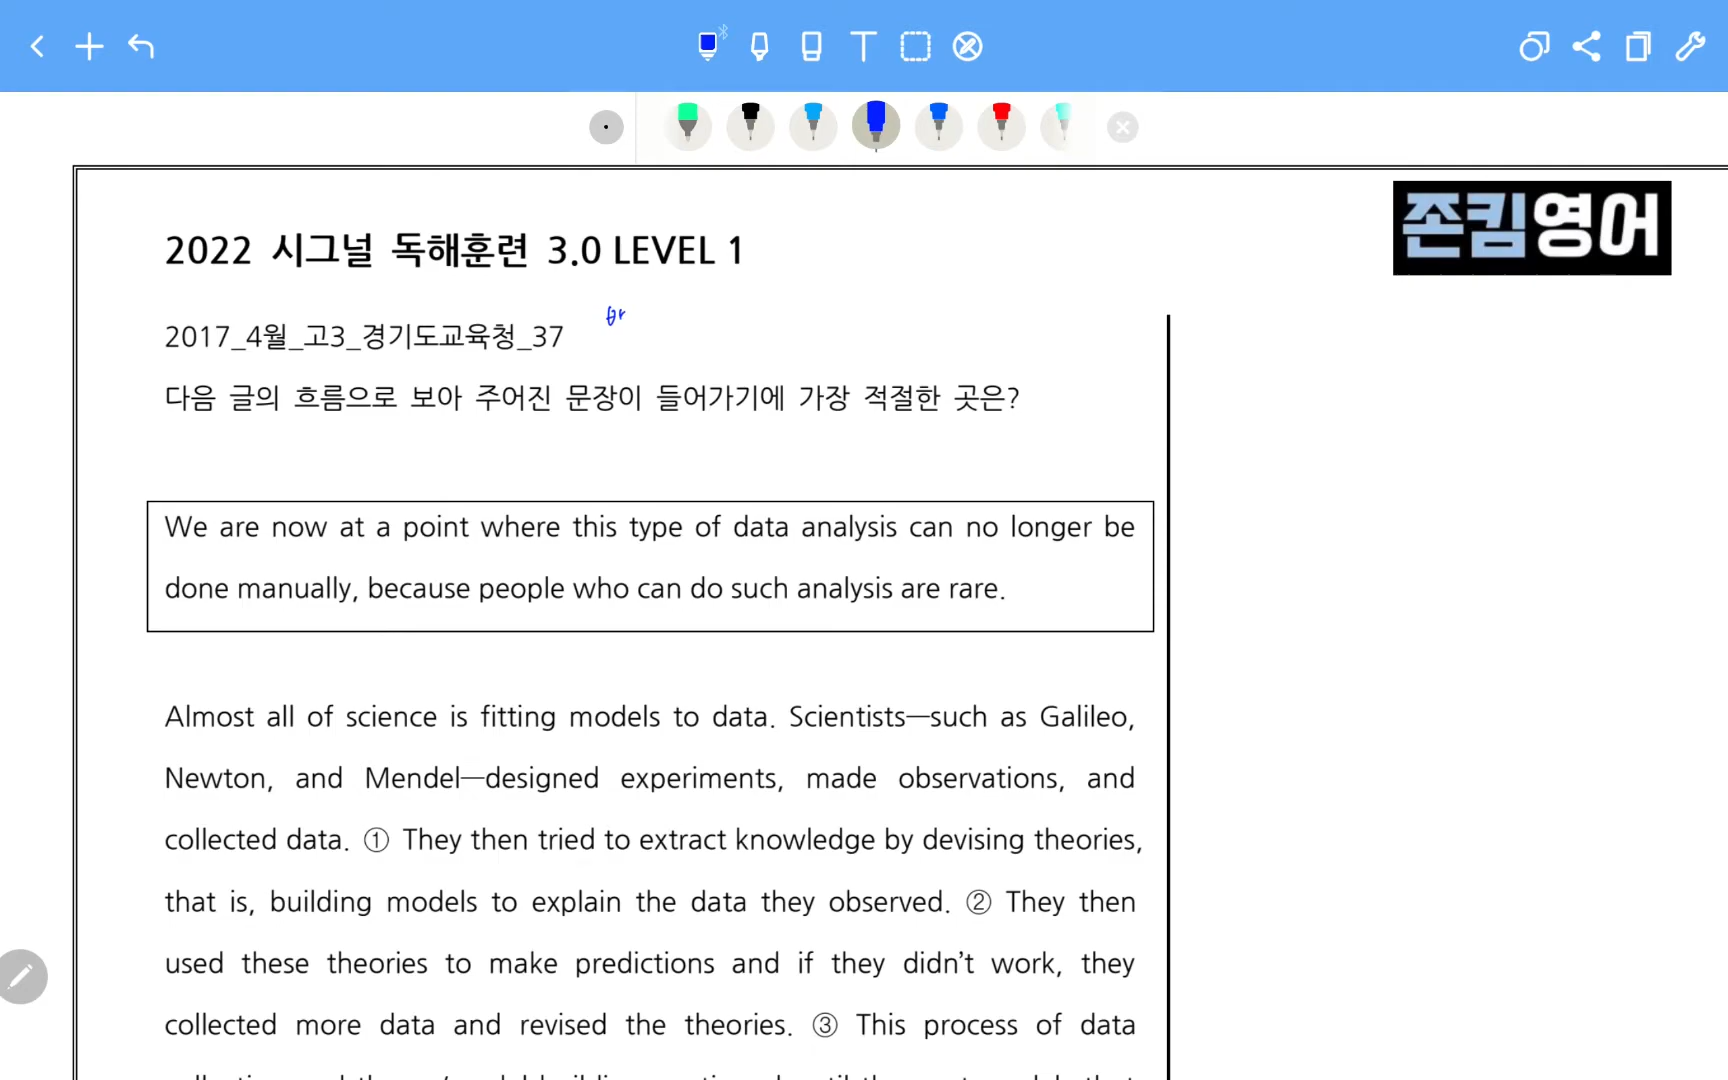 존킴영어
2022 시그널 독해훈련 3.0 LEVEL 1
2017_4월_고3_경기도교육청_37
다음 글의 흐름으로 보아 주어진 문장이 들어가기에 가장 적절한 곳은?
We are now at a point where this type of data analysis can no longer be
done manually, because people who can do such analysis are rare.
Almost all of science is fitting models to data. Scientists—such as Galileo,
Newton, and Mendel—designed experiments, made observations, and
collected data. ① They then tried to extract knowledge by devising theories,
that is, building models to explain the data they observed. ② They then
used these theories to make predictions and if they didn’t work, they
collected more data and revised the theories. ③ This process of data